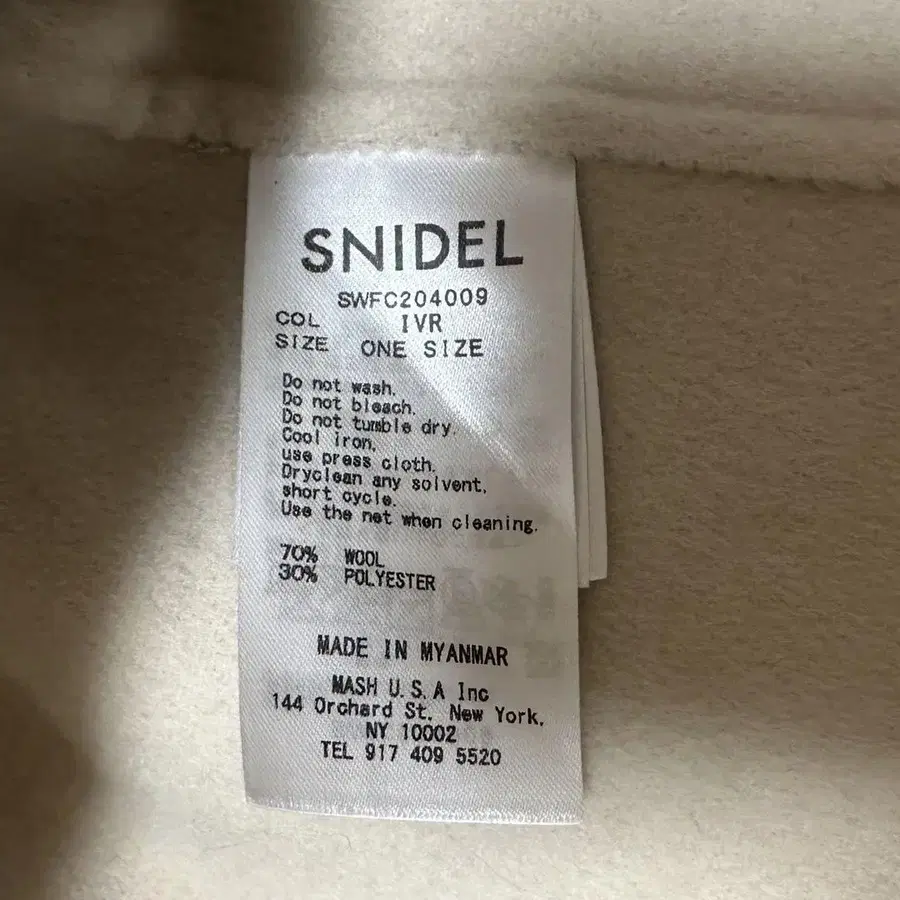 SNIDEL
SWFC204009
COL IVR
SIZE ONE SIZE
Do not wash.
Do not bleach.
Do not tumble dry.
Cool iron,
use press cloth.
Dryclean any solvent,
short cycle.
Use the net when cleaning.
70% WOOL
30% POLYESTER
MADE IN MYANMAR
MASH U.S.A Inc
144 Orchard St. New York,
NY 10002
TEL 917 409 5520